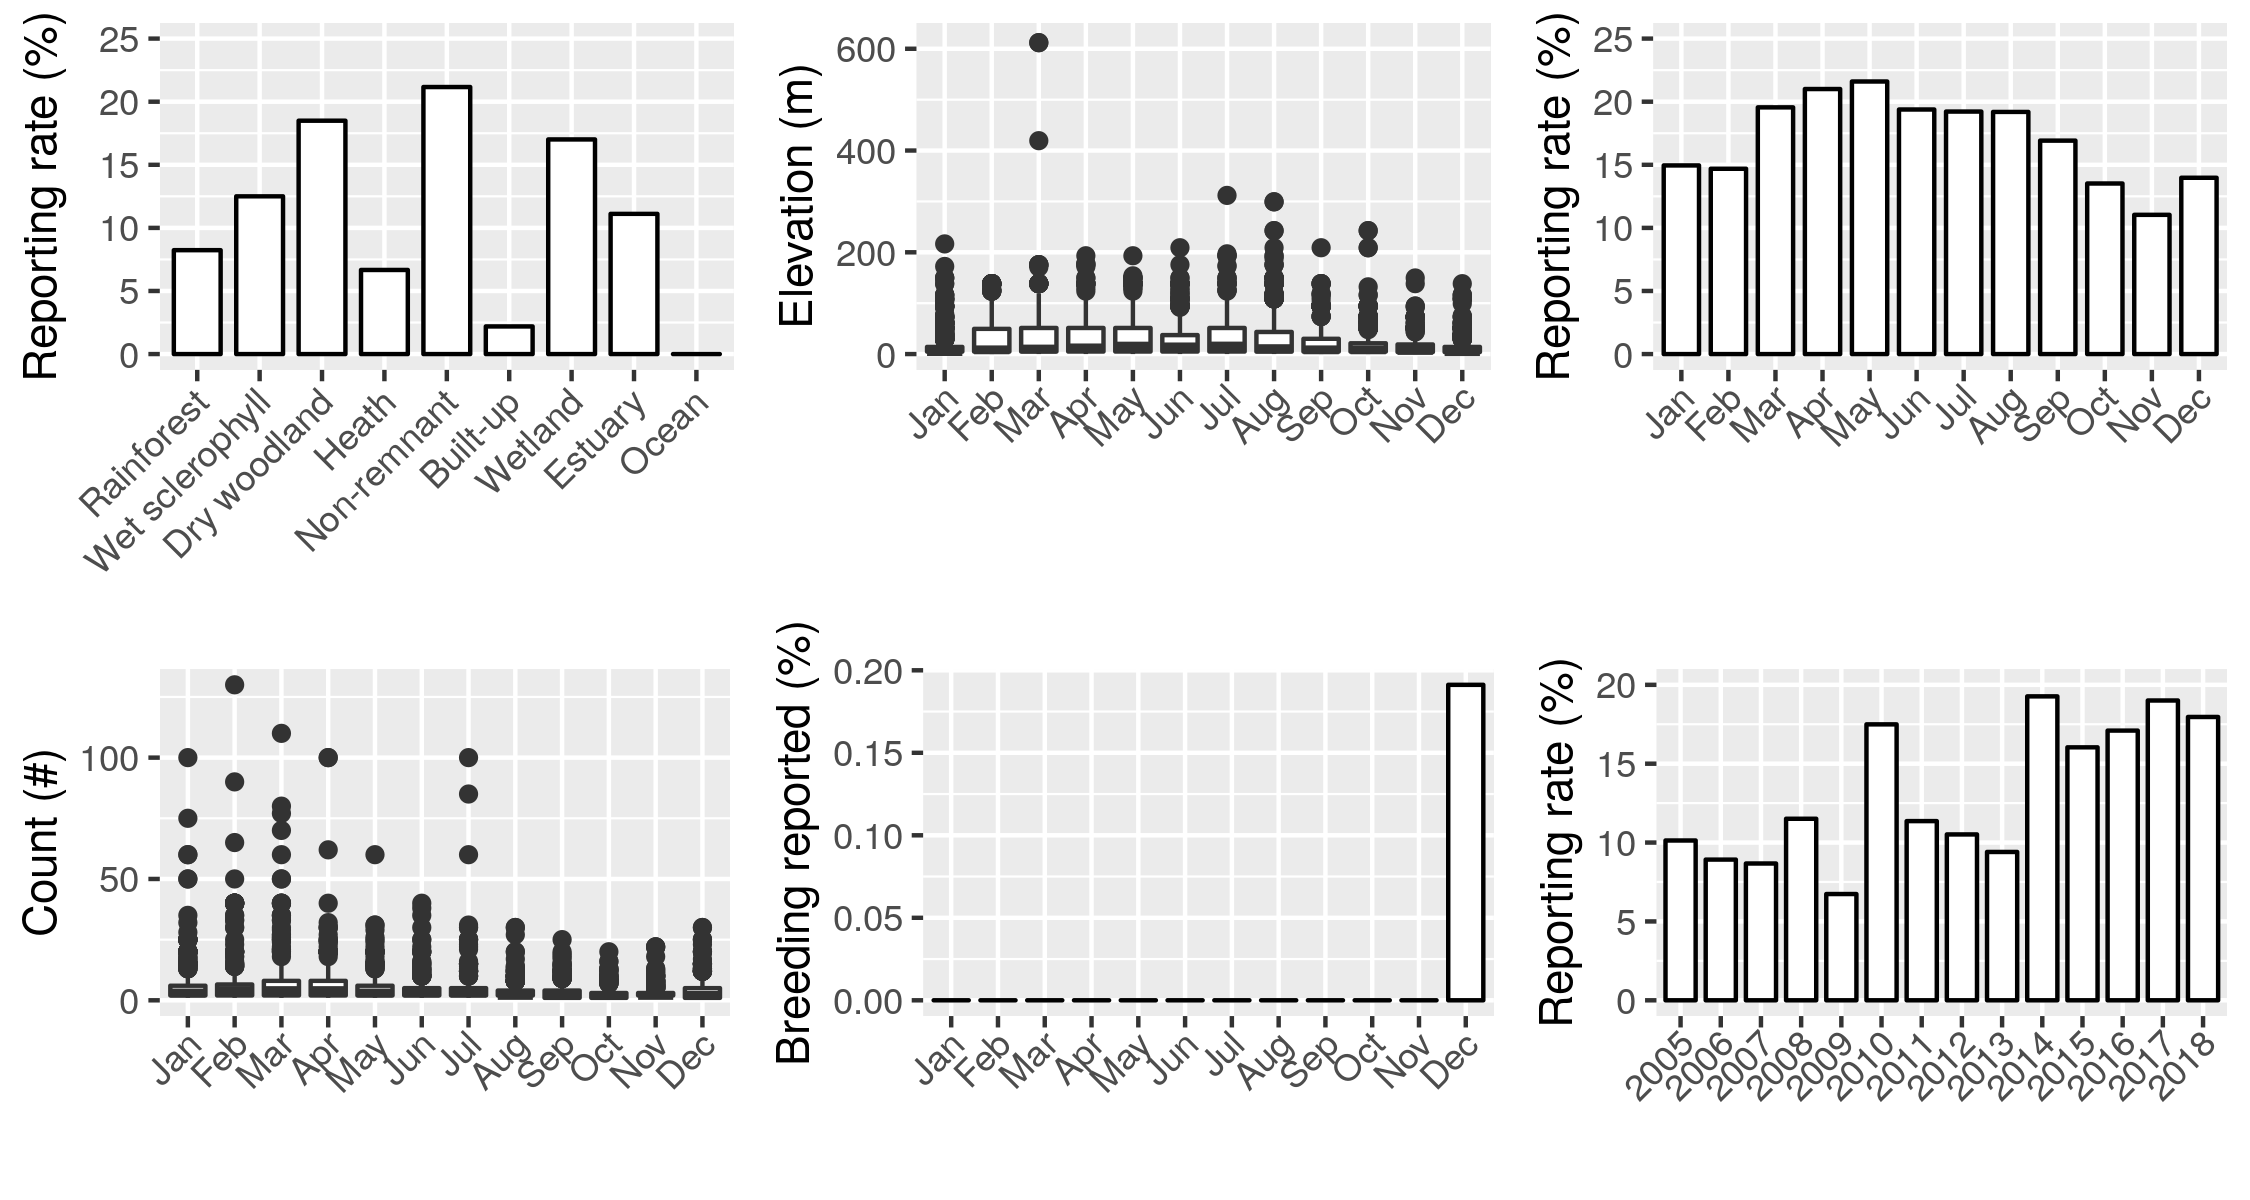 Reporting rate (%)
25
20
15
10
5
0
Rainforest
Wet sclerophyll
Dry woodland
Heath
Non-remnant
Built-up
Wetland
Estuary
Ocean
Elevation (m)
600
400
200
0
Jan
Feb
Mar
Apr
May
Jun
Jul
Aug
Sep
Oct
Nov
Dec
Reporting rate (%)
25
20
15
10
5
0
Jan
Feb
Mar
Apr
May
Jun
Jul
Aug
Sep
Oct
Nov
Dec
Count (#)
100
50
0
Jan
Feb
Mar
Apr
May
Jun
Jul
Aug
Sep
Oct
Nov
Dec
Breeding reported (%)
0.20
0.15
0.10
0.05
0.00
Jan
Feb
Mar
Apr
May
Jun
Jul
Aug
Sep
Oct
Nov
Dec
Reporting rate (%)
20
15
10
5
0
2005
2006
2007
2008
2009
2010
2011
2012
2013
2014
2015
2016
2017
2018